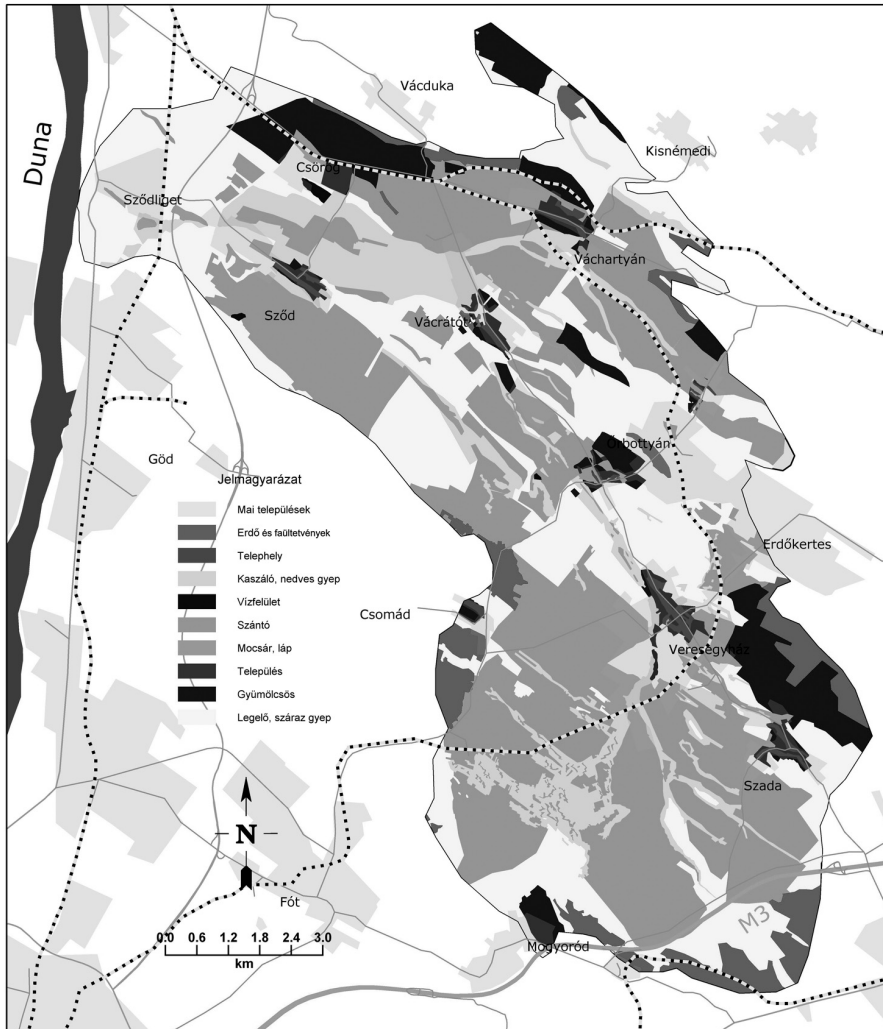 Duna
Vácduka
Kisnémedi
Csörög
Sződliget
Váchartyán
Sződ
Vácrátót
Őrbottyán
Göd
Erdőkertes
Csomád
Veresegyház
Szada
Jelmagyarázat
Mai települések
Erdő és faültetvények
Telephely
Kaszáló, nedves gyep
Vízfelület
Szántó
Mocsár, láp
Település
Gyümölcsös
Legelő, száraz gyep
N
Fót
0.0 0.6 1.2 1.8 2.4 3.0
km
Mogyoród
M3